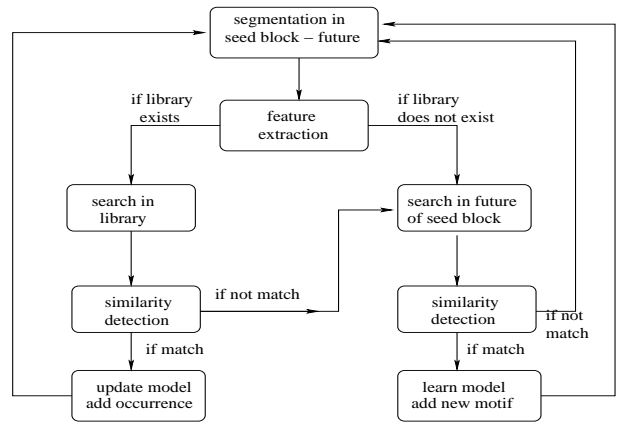 segmentation in
seed block – future
if library
exists
feature
extraction
if library
does not exist
search in
library
search in future
of seed block
if not match
similarity
detection
similarity
detection
if not
match
if match
if match
update model
add occurrence
learn model
add new motif